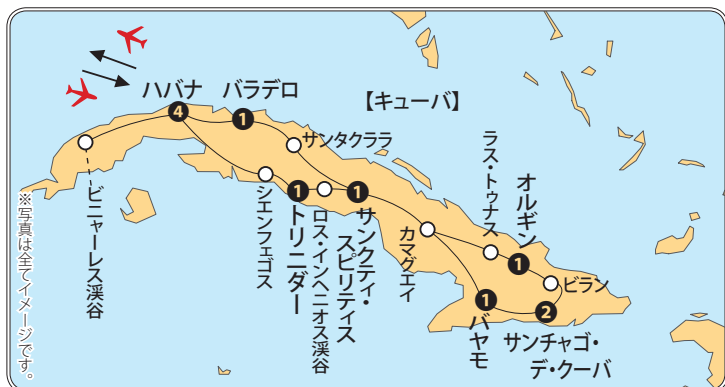 ハバナ
バラデロ
【キューバ】
4
1
サンタクララ
ビニャーレス渓谷
シエンフエゴス
1
トリニダー
ロス・インヘニオス渓谷
1
サンクティ・
スピリティス
カマグエイ
ラス・トゥナス
オルギン
1
ビラン
1
バヤモ
2
サンチャゴ・
デ・クーバ
※写真は全てイメージです。